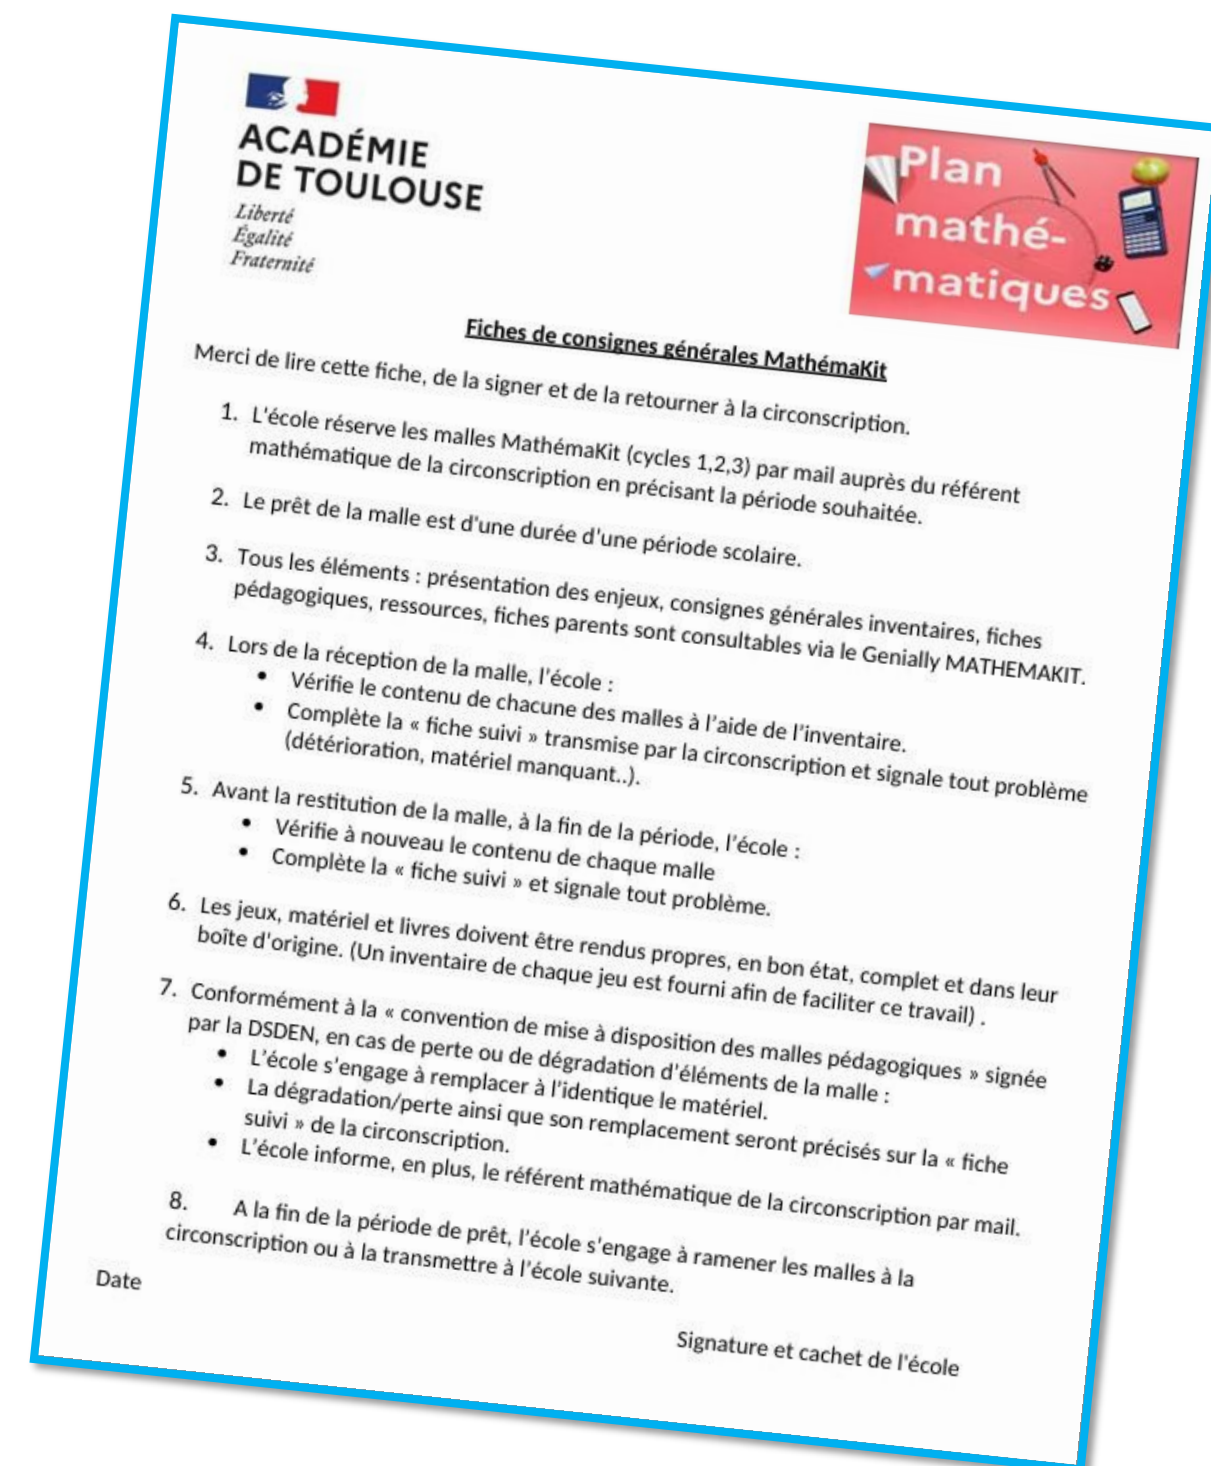 ACADÉMIE
DE TOULOUSE
Liberté
Égalité
Fraternité
Plan
mathé-
matiques
Fiches de consignes générales MathémaKit
Merci de lire cette fiche, de la signer et de la retourner à la circonscription.
1. L'école réserve les malles MathémaKit (cycles 1,2,3) par mail auprès du référent
mathématique de la circonscription en précisant la période souhaitée.
2. Le prêt de la malle est d'une durée d'une période scolaire.
3. Tous les éléments : présentation des enjeux, consignes générales inventaires, fiches
pédagogiques, ressources, fiches parents sont consultables via le Genially MATHEMAKIT.
4. Lors de la réception de la malle, l'école :
• Vérifie le contenu de chacune des malles à l'aide de l'inventaire.
• Complète la « fiche suivi » transmise par la circonscription et signale tout problème
(détérioration, matériel manquant..).
5. Avant la restitution de la malle, à la fin de la période, l'école :
• Vérifie à nouveau le contenu de chaque malle
• Complète la « fiche suivi » et signale tout problème.
6. Les jeux, matériel et livres doivent être rendus propres, en bon état, complet et dans leur
boîte d'origine. (Un inventaire de chaque jeu est fourni afin de faciliter ce travail) .
7. Conformément à la « convention de mise à disposition des malles pédagogiques » signée
par la DSDEN, en cas de perte ou de dégradation d'éléments de la malle :
• L'école s'engage à remplacer à l'identique le matériel.
• La dégradation/perte ainsi que son remplacement seront précisés sur la « fiche
suivi » de la circonscription.
• L'école informe, en plus, le référent mathématique de la circonscription par mail.
8. A la fin de la période de prêt, l'école s'engage à ramener les malles à la
circonscription ou à la transmettre à l'école suivante.
Date
Signature et cachet de l'école